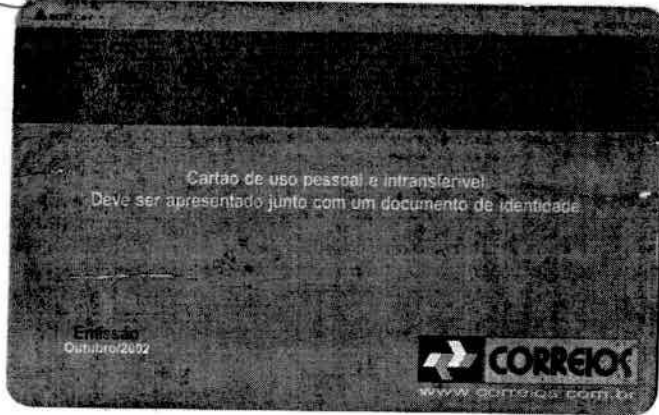 Cartão de uso pessoal e intransferível
Deve ser apresentado junto com um documento de identidade
Emissão
Outubro/2002
CORREIOS
www.correios.com.br